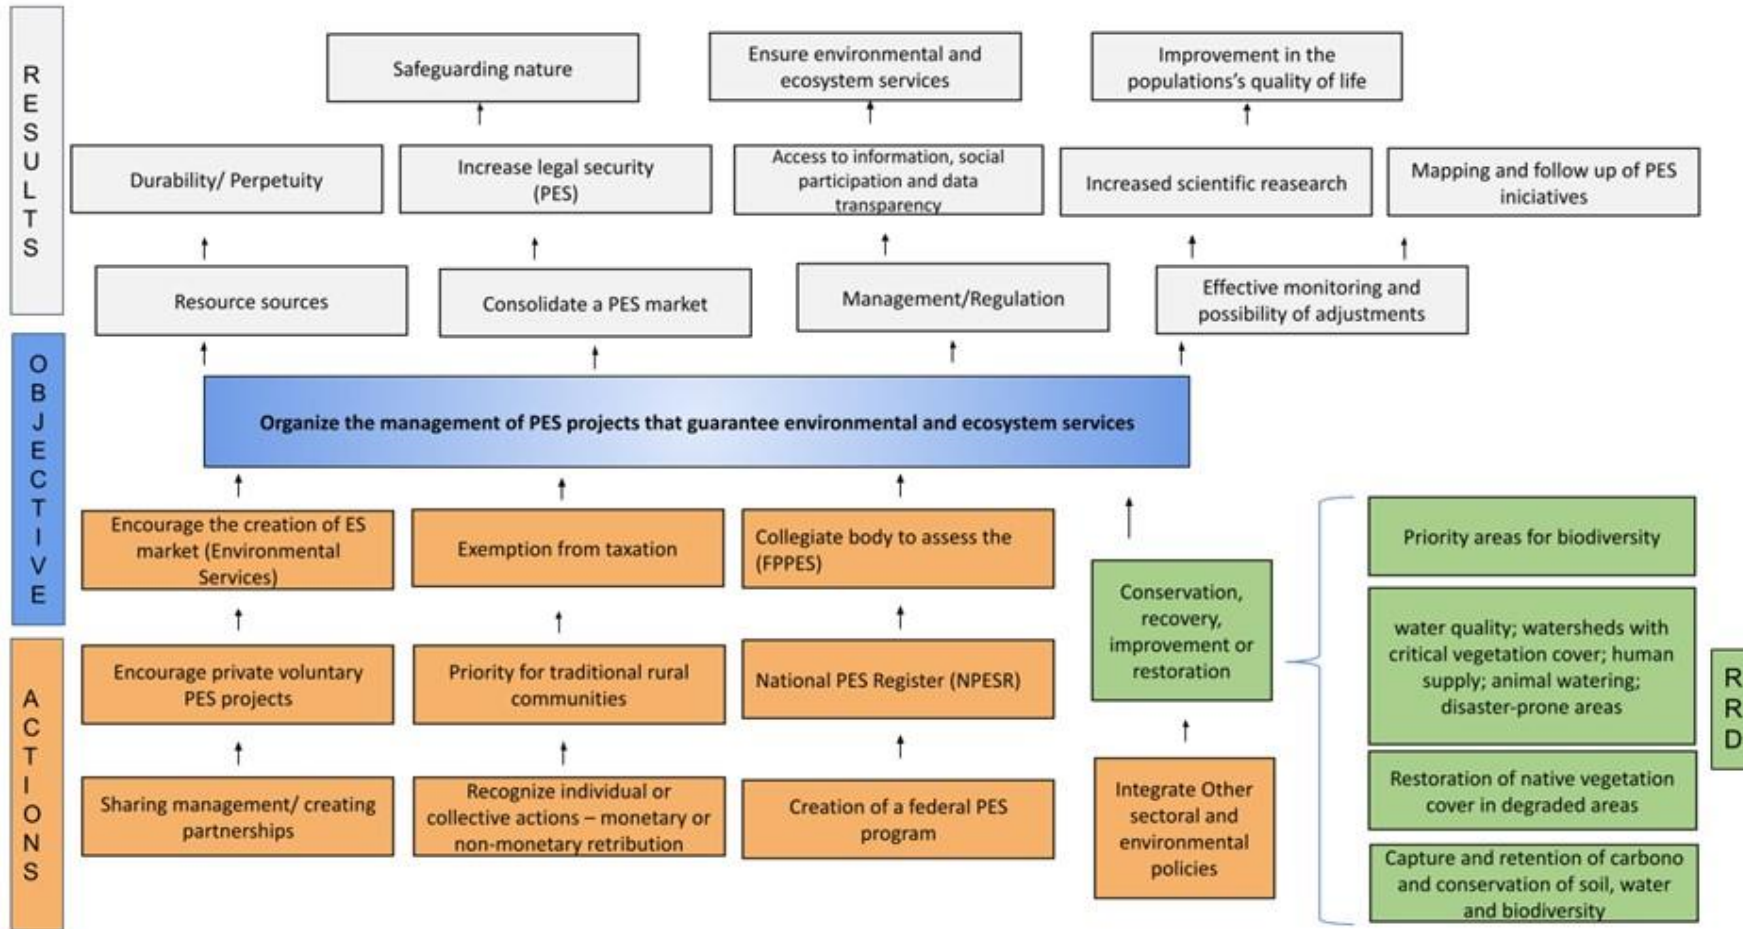 RESULTS
Safeguarding nature
Ensure environmental and
ecosystem services
Improvement in the
populations's quality of life
Durability/ Perpetuity
Increase legal security
(PES)
Access to information, social
participation and data
transparency
Increased scientific reasearch
Mapping and follow up of PES
iniciatives
Resource sources
Consolidate a PES market
Management/Regulation
Effective monitoring and
possibility of adjustments
OBJECTIVE
Organize the management of PES projects that guarantee environmental and ecosystem services
ACTIONS
Encourage the creation of ES
market (Environmental
Services)
Exemption from taxation
Collegiate body to assess the
(FPPES)
Encourage private voluntary
PES projects
Priority for traditional rural
communities
National PES Register (NPESR)
Sharing management/ creating
partnerships
Recognize individual or
collective actions – monetary or
non-monetary retribution
Creation of a federal PES
program
Conservation,
recovery,
improvement or
restoration
Integrate Other
sectoral and
environmental
policies
Priority areas for biodiversity
water quality; watersheds with
critical vegetation cover; human
supply; animal watering;
disaster-prone areas
Restoration of native vegetation
cover in degraded areas
Capture and retention of carbono
and conservation of soil, water
and biodiversity
RRD